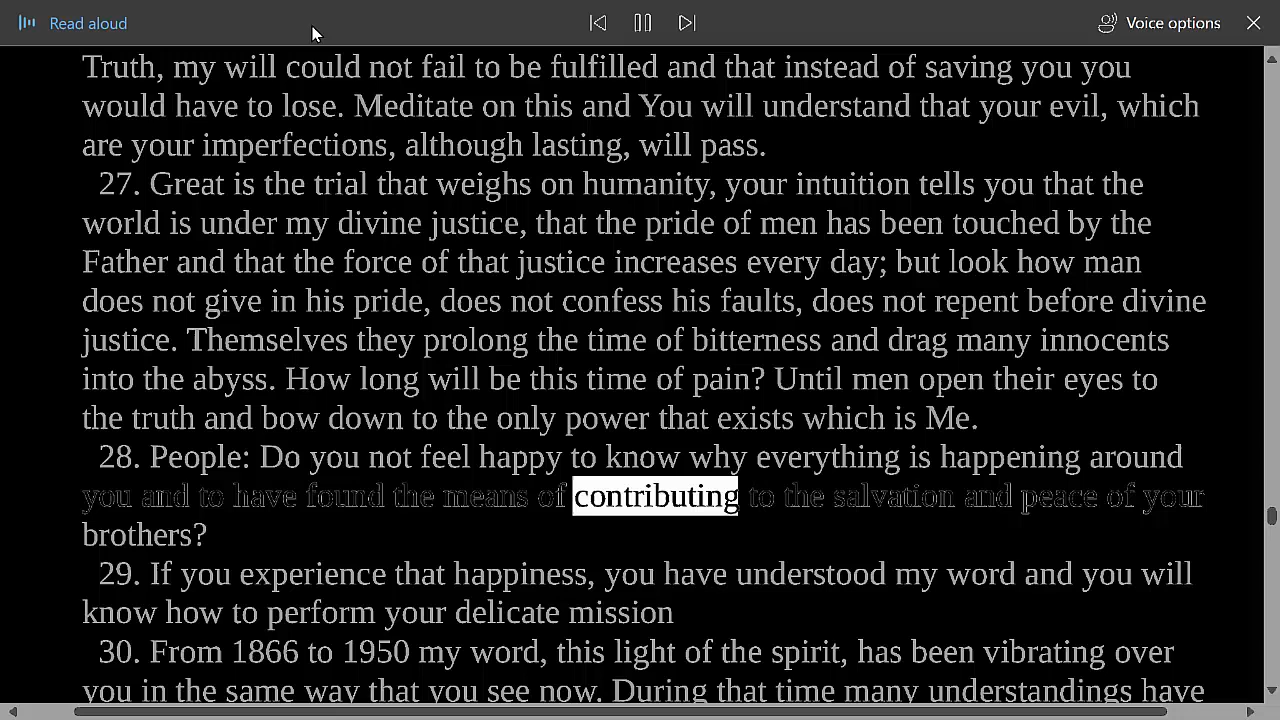 Read aloud
Voice options
Truth, my will could not fail to be fulfilled and that instead of saving you you
would have to lose. Meditate on this and You will understand that your evil, which
are your imperfections, although lasting, will pass.
27. Great is the trial that weighs on humanity, your intuition tells you that the
world is under my divine justice, that the pride of men has been touched by the
Father and that the force of that justice increases every day; but look how man
does not give in his pride, does not confess his faults, does not repent before divine
justice. Themselves they prolong the time of bitterness and drag many innocents
into the abyss. How long will be this time of pain? Until men open their eyes to
the truth and bow down to the only power that exists which is Me.
28. People: Do you not feel happy to know why everything is happening around
you and to have found the means of contributing to the salvation and peace of your
brothers?
29. If you experience that happiness, you have understood my word and you will
know how to perform your delicate mission
30. From 1866 to 1950 my word, this light of the spirit, has been vibrating over
you in the same way that you see now. During that time many understandings have